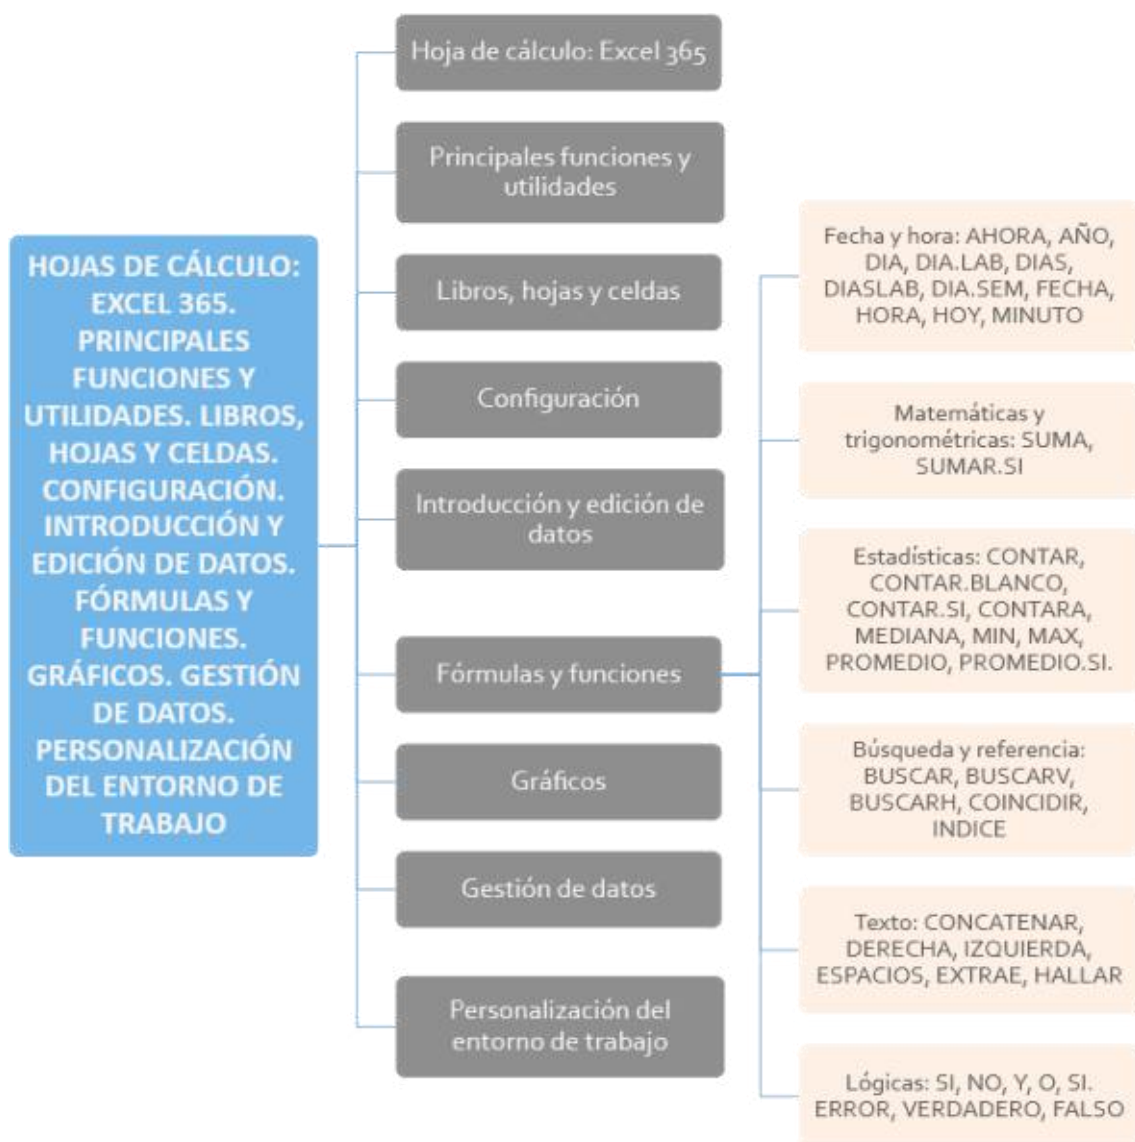 HOJAS DE CÁLCULO:
EXCEL 365.
PRINCIPALES
FUNCIONES Y
UTILIDADES. LIBROS,
HOJAS Y CELDAS.
CONFIGURACIÓN.
INTRODUCCIÓN Y
EDICIÓN DE DATOS.
FÓRMULAS Y
FUNCIONES.
GRÁFICOS. GESTIÓN
DE DATOS.
PERSONALIZACIÓN
DEL ENTORNO DE
TRABAJO
Hoja de cálculo: Excel 365
Principales funciones y
utilidades
Libros, hojas y celdas
Configuración
Introducción y edición de
datos
Fórmulas y funciones
Gráficos
Gestión de datos
Personalización del
entorno de trabajo
Fecha y hora: AHORA, AÑO,
DIA, DIA.LAB, DIAS,
DIASLAB, DIA.SEM, FECHA,
HORA, HOY, MINUTO
Matemáticas y
trigonométricas: SUMA,
SUMAR.SI
Estadísticas: CONTAR,
CONTAR.BLANCO,
CONTAR.SI, CONTARA,
MEDIANA, MIN, MAX,
PROMEDIO, PROMEDIO.SI.
Búsqueda y referencia:
BUSCAR, BUSCARV,
BUSCARH, COINCIDIR,
INDICE
Texto: CONCATENAR,
DERECHA, IZQUIERDA,
ESPACIOS, EXTRAE, HALLAR
Lógicas: SI, NO, Y, O, SI.
ERROR, VERDADERO, FALSO